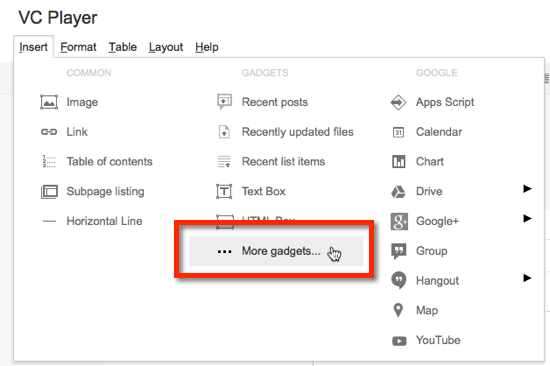 VC Player
Insert Format Table Layout Help
COMMON
Image
Link
Table of contents
Subpage listing
Horizontal Line
GADGETS
Recent posts
Recently updated files
Recent list items
Text Box
HTML Box
More gadgets...
GOOGLE
Apps Script
Calendar
Chart
Drive
Google+
Group
Hangout
Map
YouTube